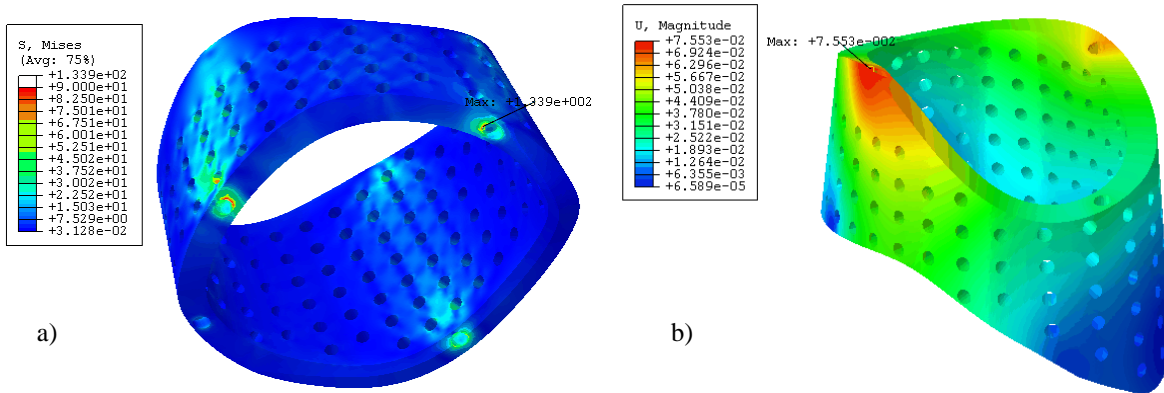 S, Mises
(Avg: 75%)
+1.339e+02
+9.000e+01
+8.250e+01
+7.501e+01
+6.751e+01
+6.001e+01
+5.251e+01
+4.502e+01
+3.752e+01
+3.002e+01
+2.252e+01
+1.503e+01
+7.529e+00
+3.128e-02
Max: +1.339e+002
a)
U, Magnitude
+7.553e-02
+6.924e-02
+6.296e-02
+5.667e-02
+5.038e-02
+4.409e-02
+3.780e-02
+3.151e-02
+2.522e-02
+1.893e-02
+1.264e-02
+6.355e-03
+6.589e-05
Max: +7.553e-002
b)